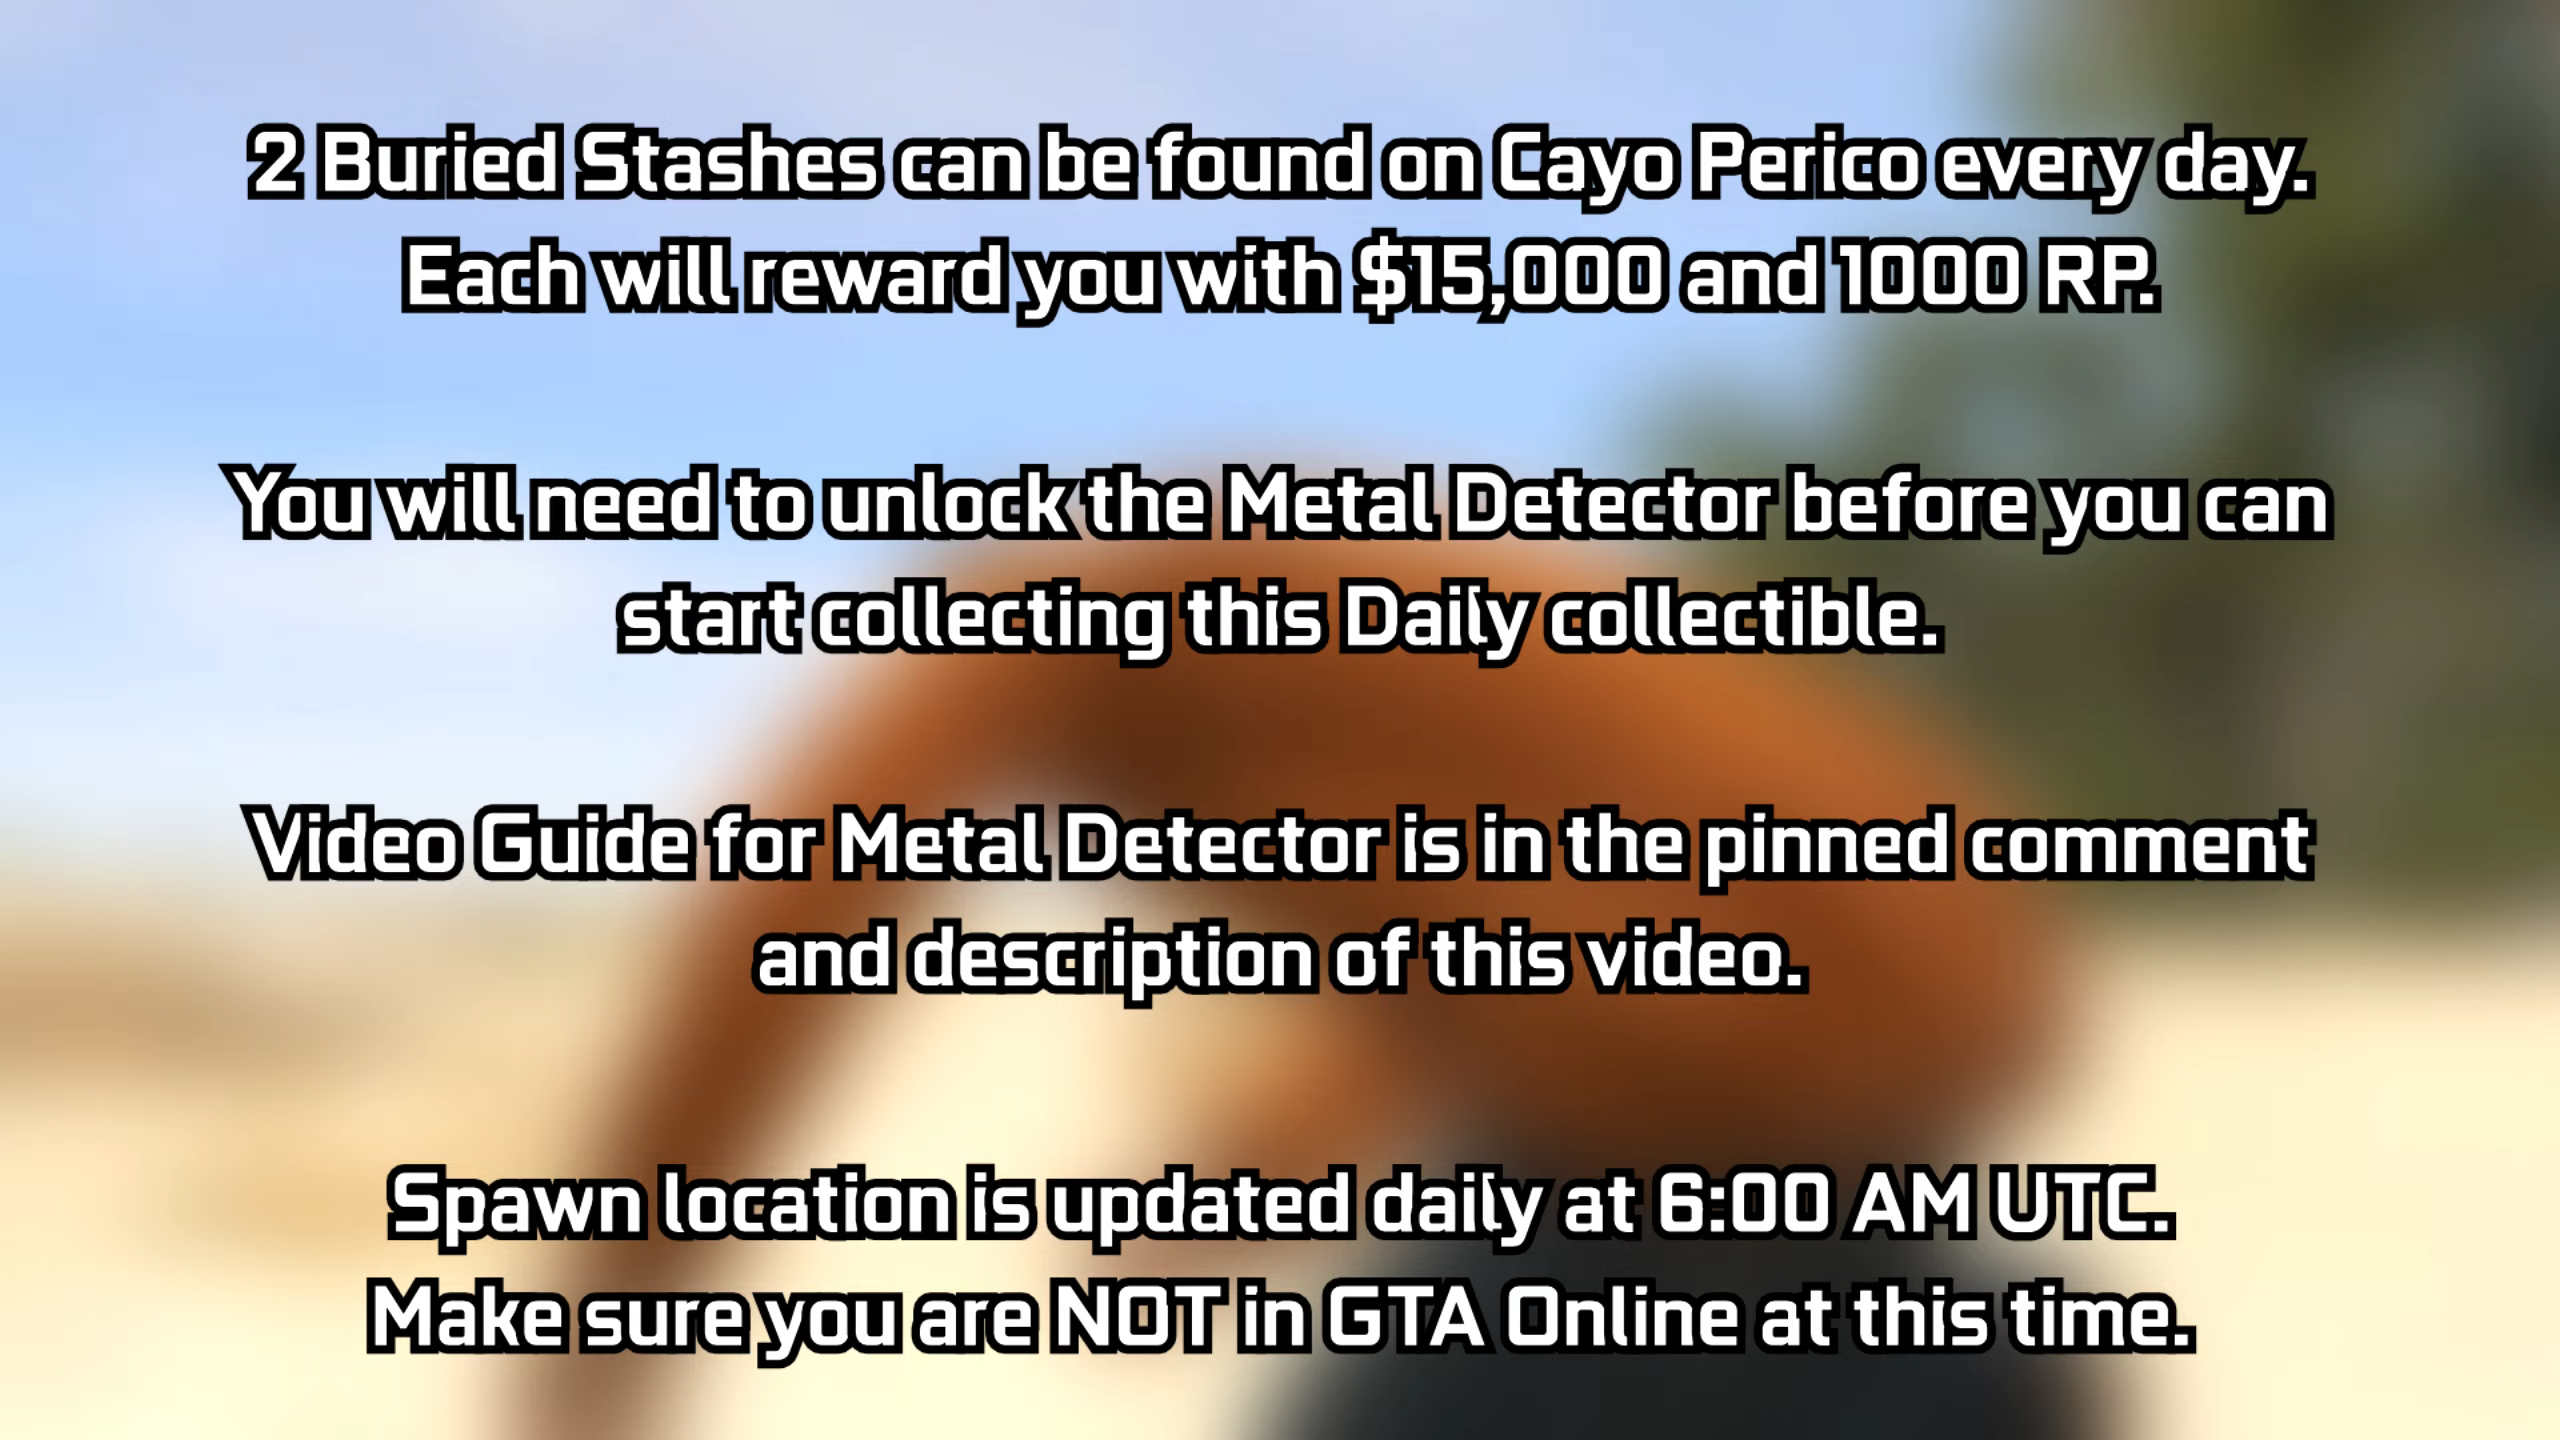 2 Buried Stashes can be found on Cayo Perico every day.
Each will reward you with $15,000 and 1000 RP.
You will need to unlock the Metal Detector before you can
start collecting this Daily collectible.
Video Guide for Metal Detector is in the pinned comment
and description of this video.
Spawn location is updated daily at 6:00 AM UTC.
Make sure you are NOT in GTA Online at this time.